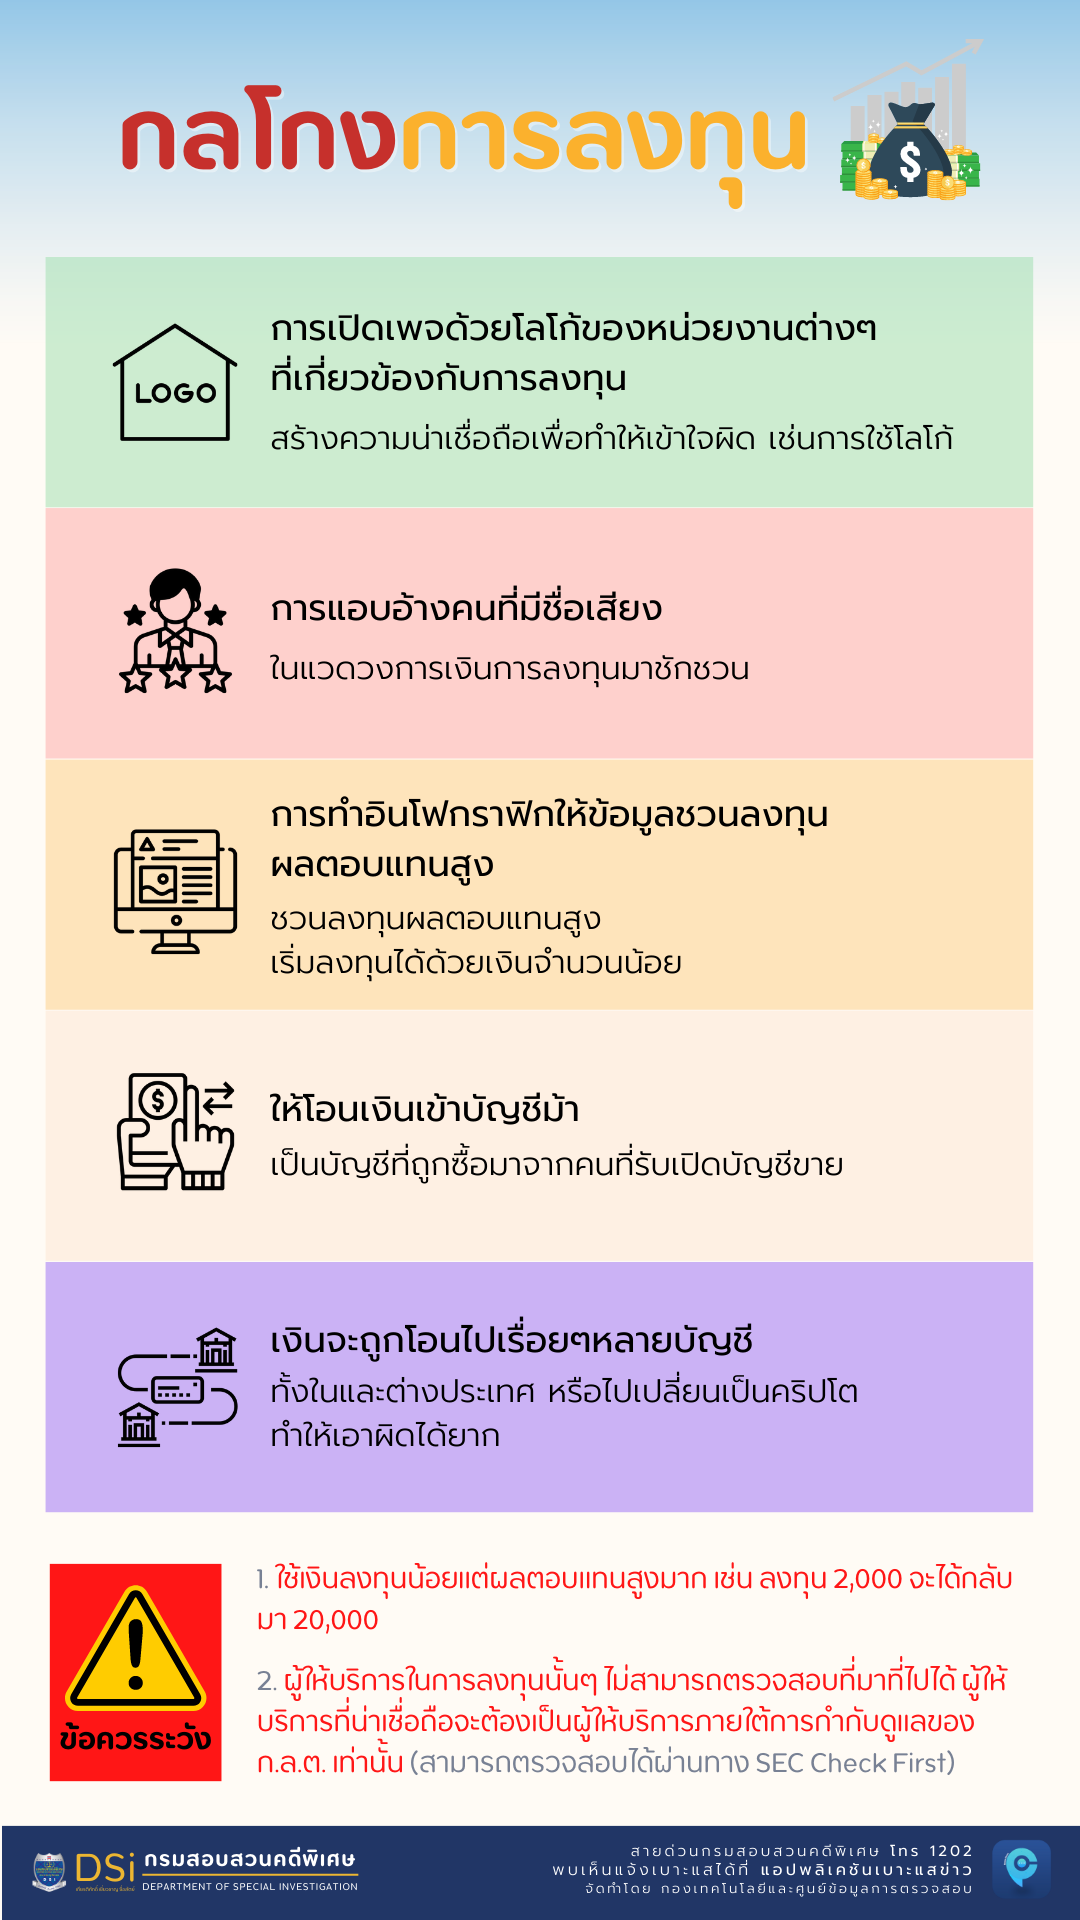 กลโกงการลงทุน
$
LOGO
การเปิดเพจด้วยโลโก้ของหน่วยงานต่างๆ
ที่เกี่ยวข้องกับการลงทุน
สร้างความน่าเชื่อถือเพื่อทำให้เข้าใจผิด เช่นการใช้โลโก้
การแอบอ้างคนที่มีชื่อเสียง
ในแวดวงการเงินการลงทุนมาชักชวน
การทำอินโฟกราฟิกให้ข้อมูลชวนลงทุน
ผลตอบแทนสูง
ชวนลงทุนผลตอบแทนสูง
เริ่มลงทุนได้ด้วยเงินจำนวนน้อย
$
ให้โอนเงินเข้าบัญชีม้า
เป็นบัญชีที่ถูกซื้อมาจากคนที่รับเปิดบัญชีขาย
เงินจะถูกโอนไปเรื่อยๆหลายบัญชี
ทั้งในและต่างประเทศ หรือไปเปลี่ยนเป็นคริปโต
ทำให้เอาผิดได้ยาก
ข้อควรระวัง
1. ใช้เงินลงทุนน้อยแต่ผลตอบแทนสูงมาก เช่น ลงทุน 2,000 จะได้กลับ
มา 20,000
2. ผู้ให้บริการในการลงทุนนั้นๆ ไม่สามารถตรวจสอบที่มาที่ไปได้ ผู้ให้
บริการที่น่าเชื่อถือจะต้องเป็นผู้ให้บริการภายใต้การกำกับดูแลของ
ก.ล.ต. เท่านั้น (สามารถตรวจสอบได้ผ่านทาง SEC Check First)
DSi
กรมสอบสวนคดีพิเศษ
DEPARTMENT OF SPECIAL INVESTIGATION
สายด่วนกรมสอบสวนคดีพิเศษ โทร 1202
พบเห็นแจ้งเบาะแสได้ที่ แอปพลิเคชันเบาะแสข่าว
จัดทำโดย กองเทคโนโลยีและศูนย์ข้อมูลการตรวจสอบ